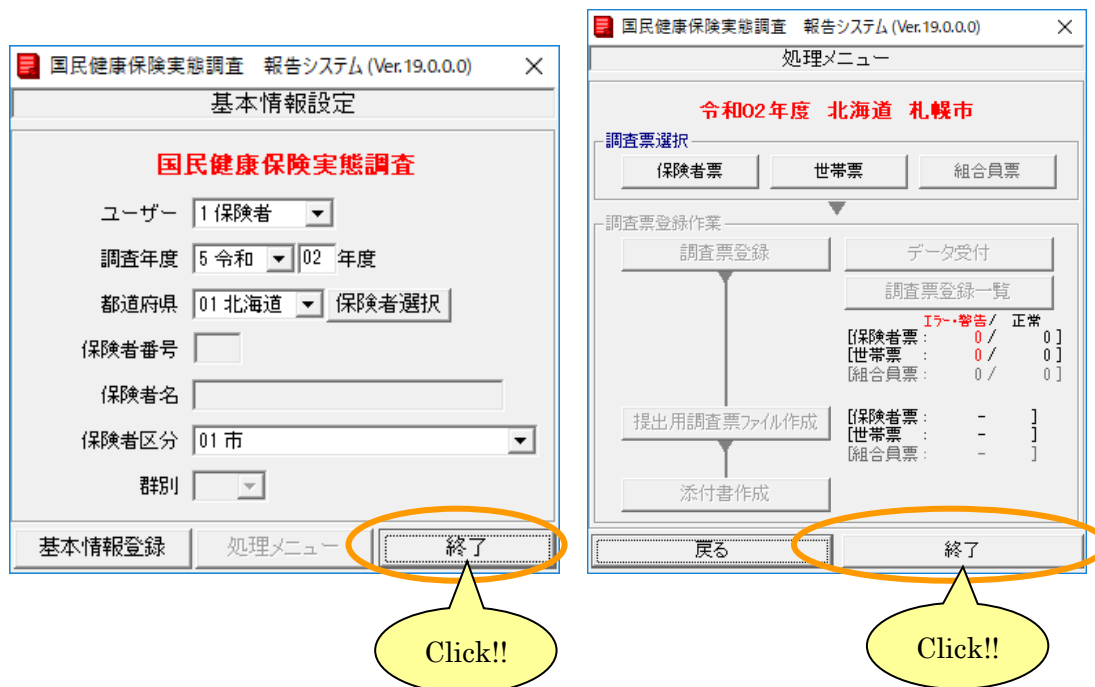 国民健康保険実態調査 報告システム (Ver.19.0.0.0)
基本情報設定
国民健康保険実態調査
ユーザー 1 保険者
調査年度 5 令和 02 年度
都道府県 01 北海道 保険者選択
保険者番号
保険者名
保険者区分 01 市
群別
基本情報登録 処理メニュー 終了
Click!!
国民健康保険実態調査 報告システム (Ver.19.0.0.0)
処理メニュー
令和02年度 北海道 札幌市
調査票選択
保険者票 世帯票 組合員票
調査票登録作業
調査票登録 データ受付
調査票登録一覧
エラー・警告/ 正常
[保険者票 : 0 / 0 ]
[世帯票 : 0 / 0 ]
[組合員票 : 0 / 0 ]
提出用調査票ファイル作成
[保険者票 : - ]
[世帯票 : - ]
[組合員票 : - ]
添付書作成
戻る 終了
Click!!